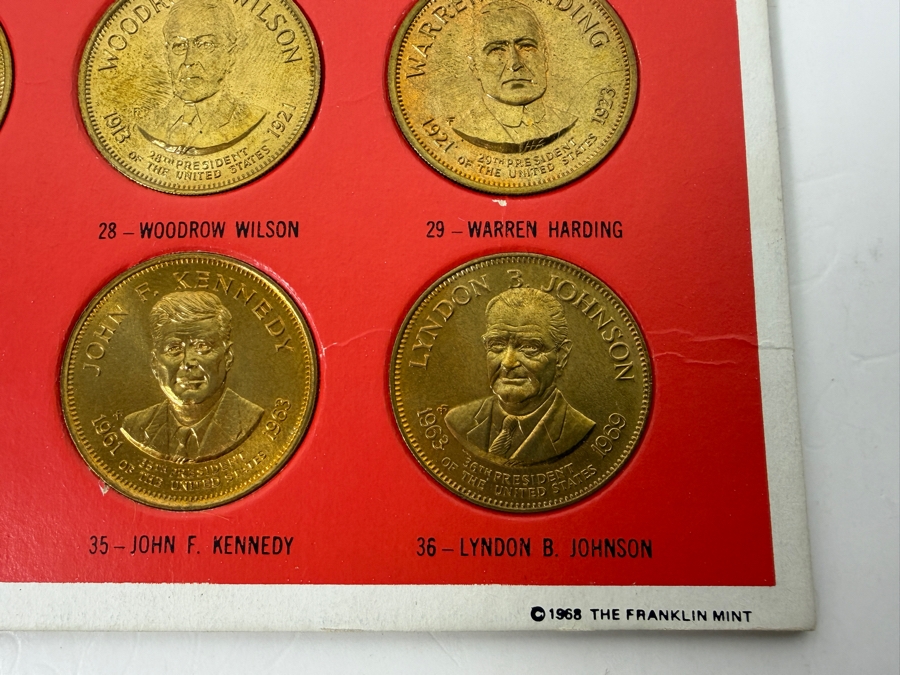 WOODROW WILSON
1913 1921
28TH PRESIDENT
OF THE UNITED STATES
WARREN HARDING
1921 1923
29TH PRESIDENT
OF THE UNITED STATES
28 – WOODROW WILSON
29 – WARREN HARDING
JOHN F. KENNEDY
1961 1963
35TH PRESIDENT
OF THE UNITED STATES
LYNDON B. JOHNSON
1963 1969
36TH PRESIDENT
OF THE UNITED STATES
35 – JOHN F. KENNEDY
36 – LYNDON B. JOHNSON
©1968 THE FRANKLIN MINT